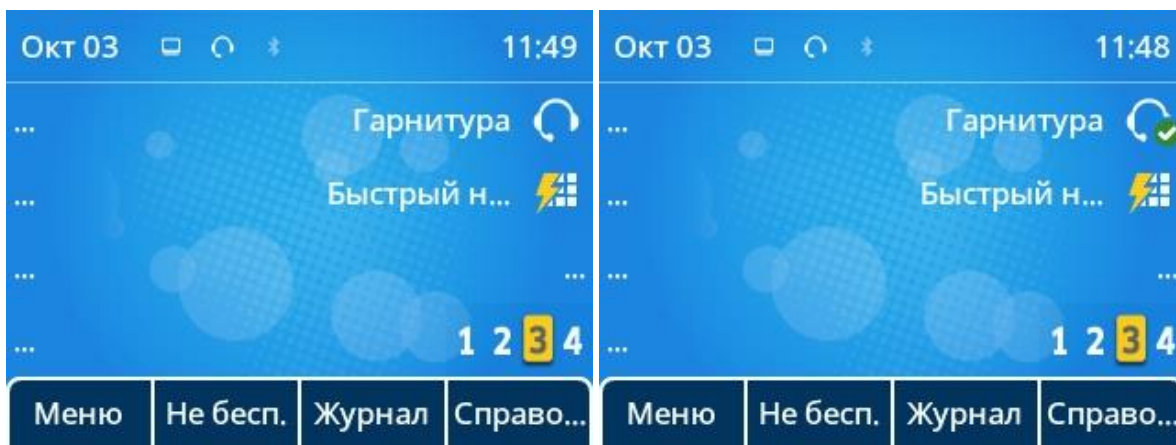 Окт 03 11:49
... Гарнитура
... Быстрый н...
... ...
... 1 2 3 4
Меню Не бесп. Журнал Справо...
Окт 03 11:48
... Гарнитура
... Быстрый н...
... ...
... 1 2 3 4
Меню Не бесп. Журнал Справо...